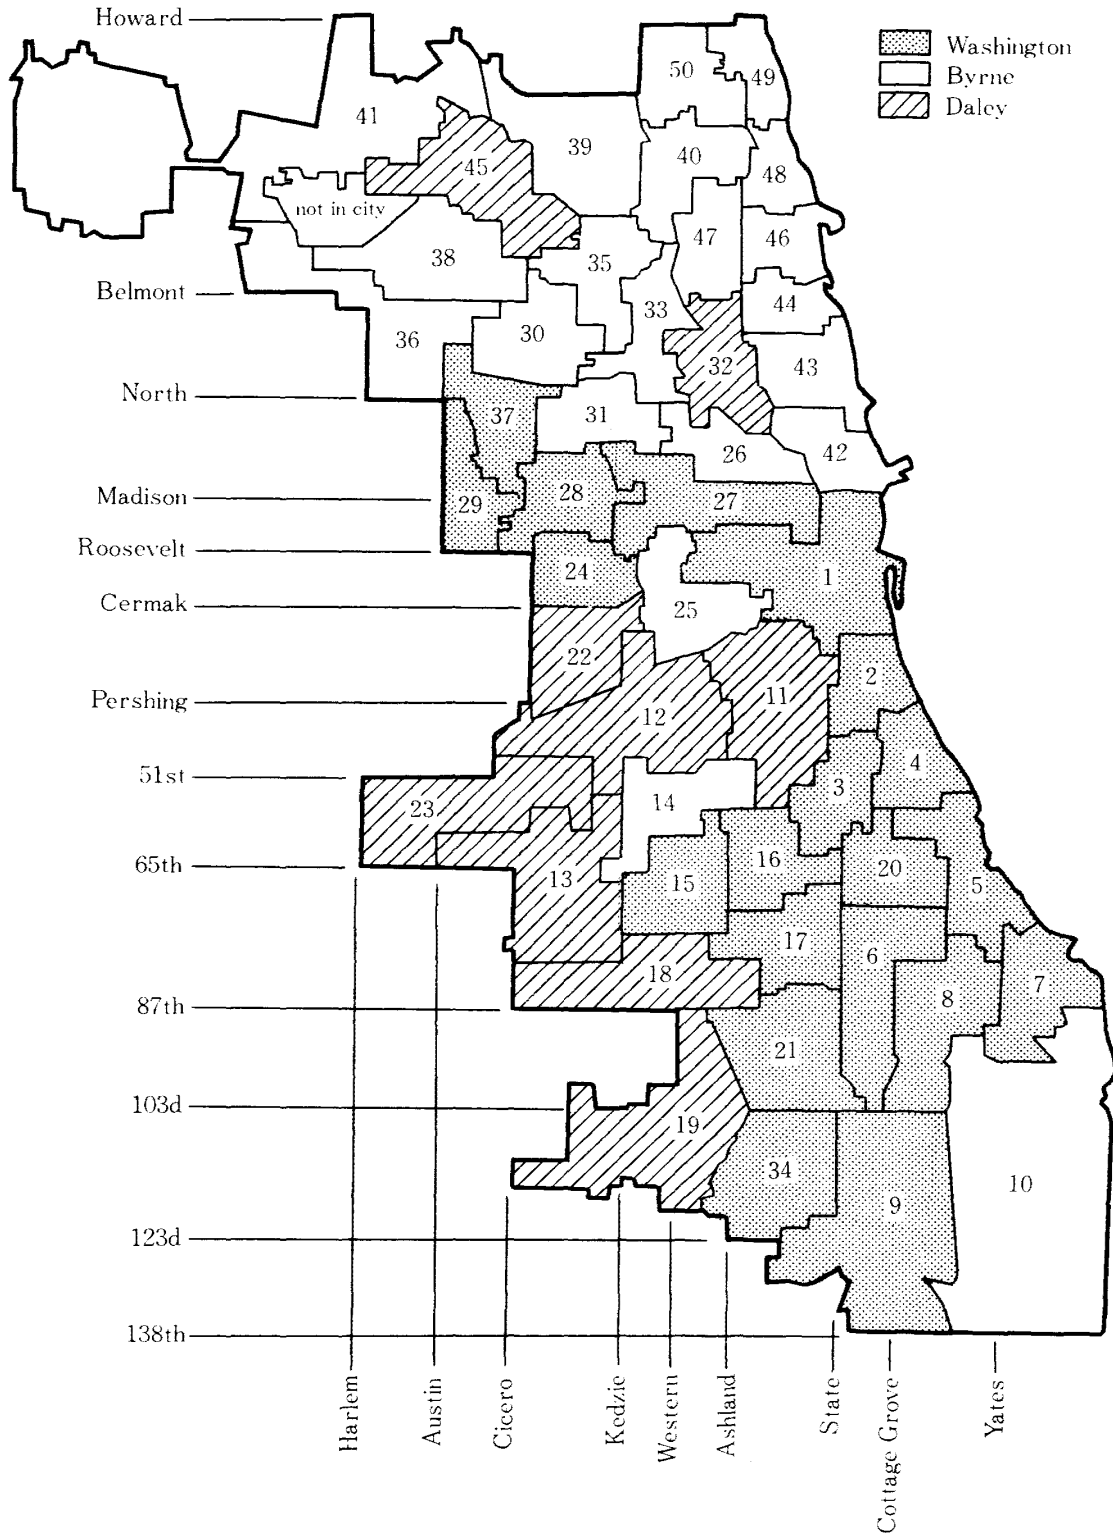 Howard
Washington
Byrne
Daley
50
49
41
45
39
40
48
not in city
47
46
38
35
Belmont
44
33
36
30
32
43
North
37
31
26
42
Madison
29
28
27
Roosevelt
24
1
Cermak
25
22
2
Pershing
12
11
51st
23
14
3
4
65th
13
15
16
20
5
17
6
18
87th
8
7
21
103d
19
34
9
10
123d
138th
Harlem
Austin
Cicero
Kedzie
Western
Ashland
State
Cottage Grove
Yates